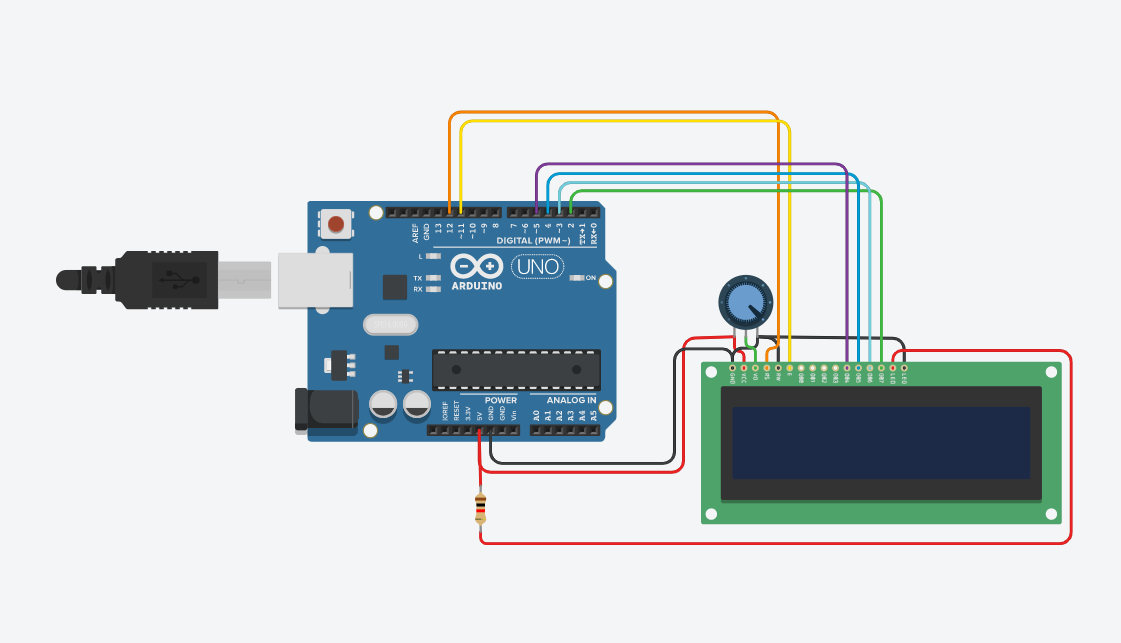 AREF
GND
13
12
~11
~10
~9
8
7
~6
~5
4
~3
2
TX→1
RX←0
DIGITAL (PWM~)
L
TX
RX
ARDUINO
UNO
ON
POWER
ANALOG IN
IOREF
RESET
3.3V
5V
GND
GND
Vin
A0
A1
A2
A3
A4
A5
GND
VCC
RS
RW
E
DB0
DB1
DB2
DB3
DB4
DB5
DB6
DB7
LED
LED